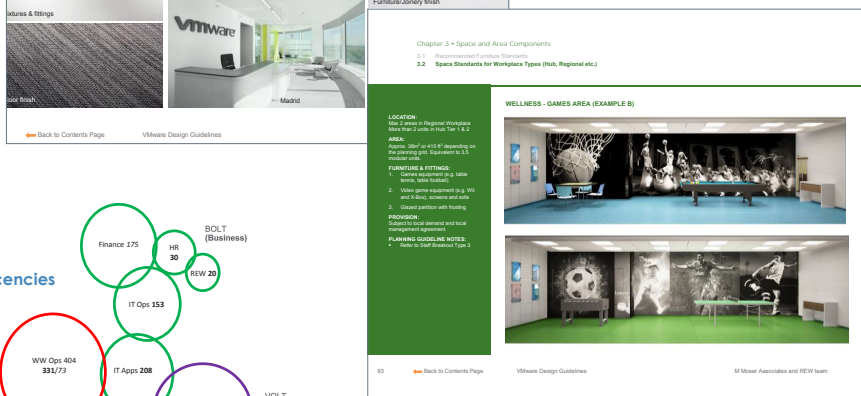 Furniture/Joinery finish
fixtures & fittings
floor finish
vmware
Madrid
Back to Contents Page
VMware Design Guidelines
Chapter 3 – Space and Area Components
3.1 Recommended Furniture Standards
3.2 Space Standards for Workplace Types (Hub, Regional etc.)
LOCATION:
Max 2 areas in Regional Workplace
More than 2 units in Hub Tier 1 & 2
AREA:
Approx. 38m² or 410 ft² depending on
the planning grid. Equivalent to 3.5
modular units.
FURNITURE & FITTINGS:
1. Games equipment (e.g. table
tennis, table football)
2. Video game equipment (e.g. Wii
and X-Box), screens and sofa
3. Glazed partition with frosting
PROVISION:
Subject to local demand and local
management agreement.
PLANNING GUIDELINE NOTES:
• Refer to Staff Breakout Type 3
WELLNESS - GAMES AREA (EXAMPLE B)
93
Back to Contents Page
VMware Design Guidelines
M Moser Associates and REW team
BOLT
(Business)
Finance 175
HR
30
REW 20
cencies
IT Ops 153
WW Ops 404
331/73
IT Apps 208
VOLT